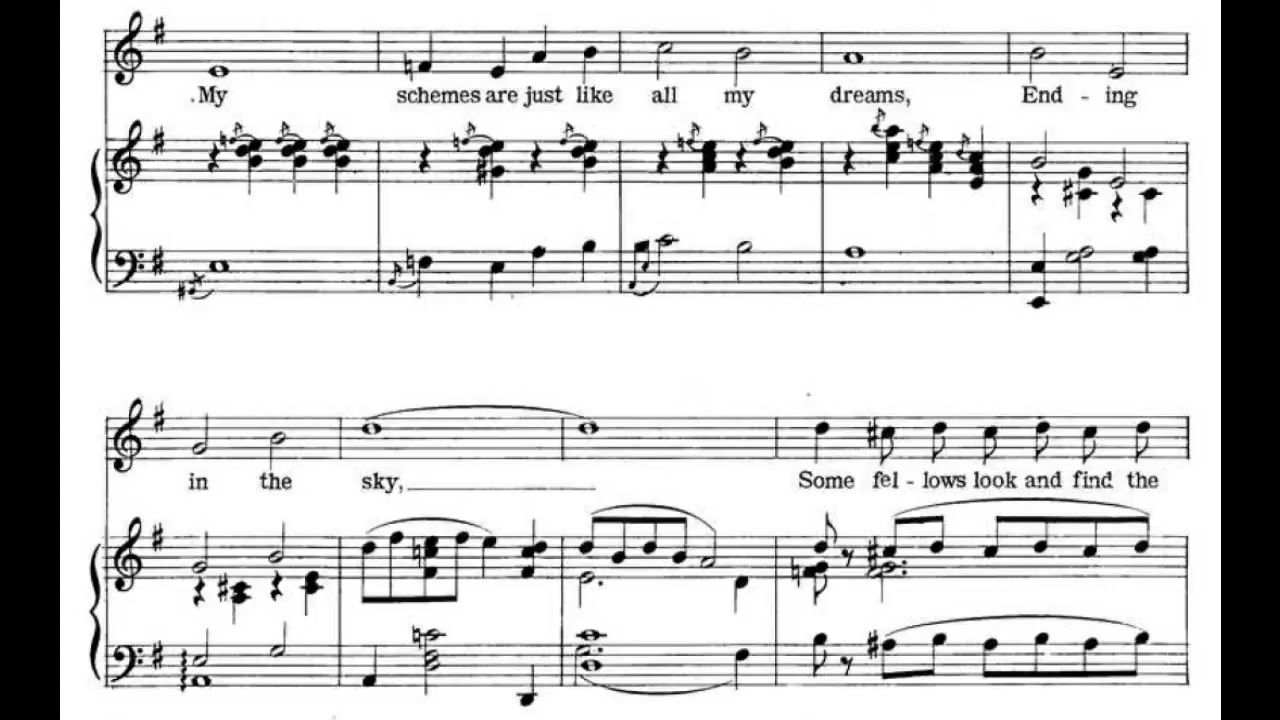 .My schemes are just like all my dreams, End - ing
in the sky, Some fel - lows look and find the